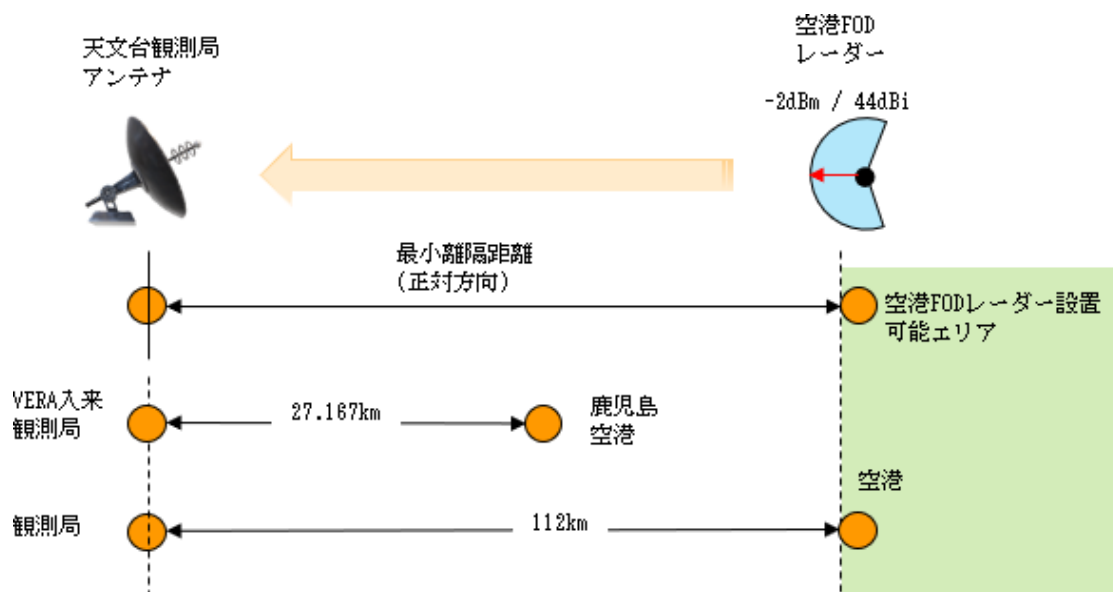 天文台観測局
アンテナ
空港FOD
レーダー
-2dBm / 44dBi
最小離隔距離
(正対方向)
空港FODレーダー設置
可能エリア
VERA入来
観測局
27.167km
鹿児島
空港
観測局
112km
空港